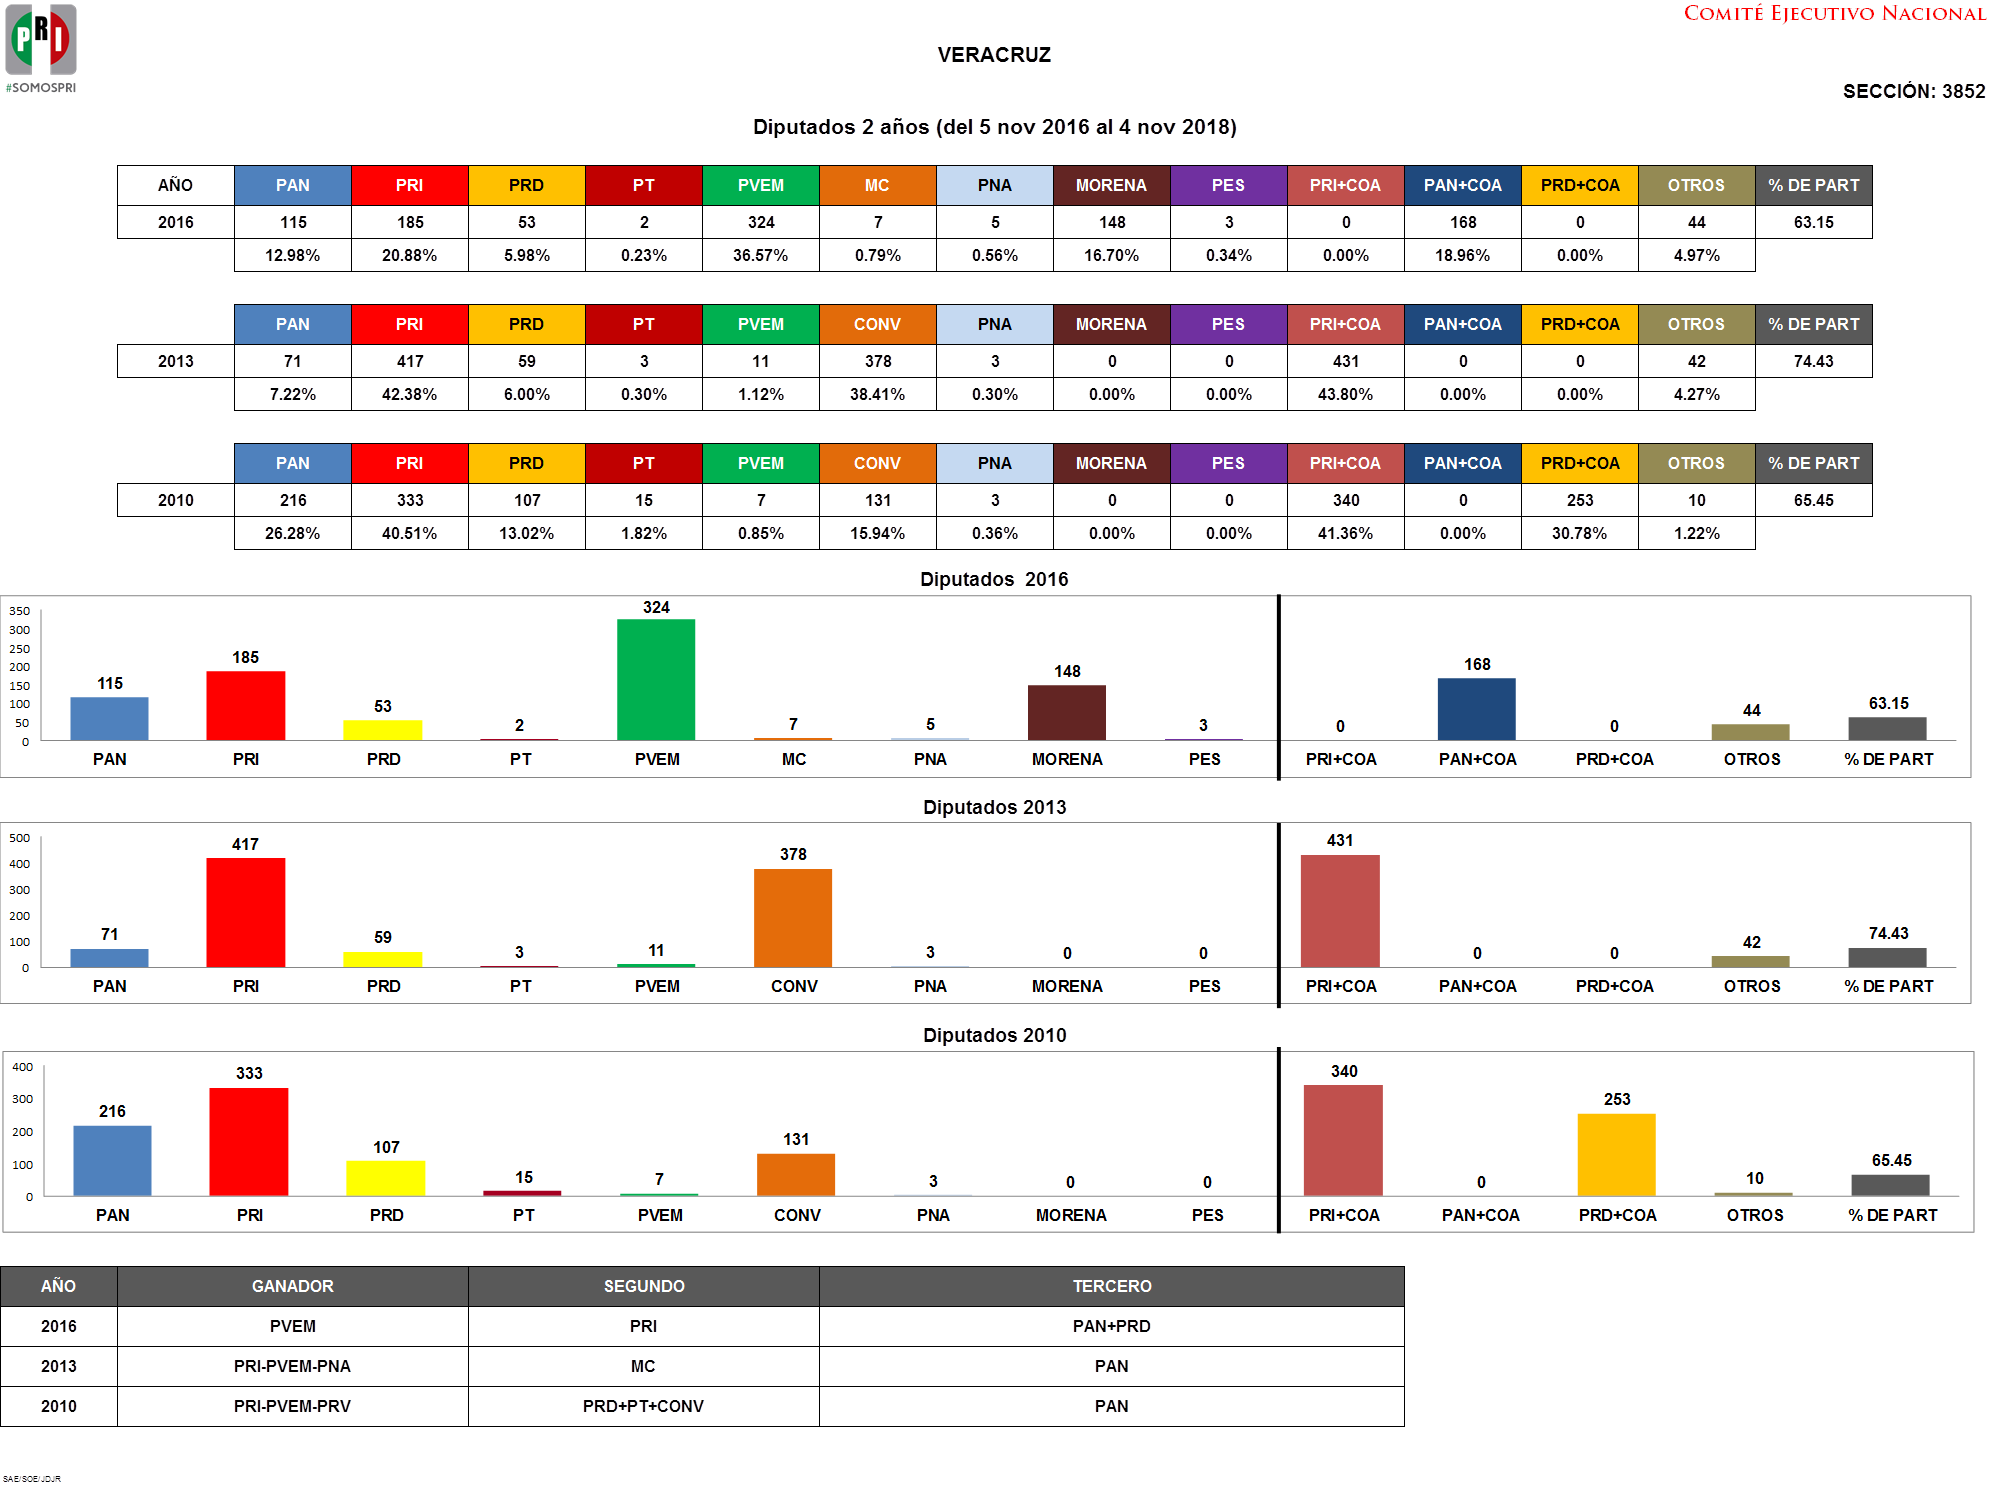 PRI
#SOMOSPRI
COMITÉ EJECUTIVO NACIONAL
VERACRUZ
SECCIÓN: 3852
Diputados 2 años (del 5 nov 2016 al 4 nov 2018)
AÑO PAN PRI PRD PT PVEM MC PNA MORENA PES PRI+COA PAN+COA PRD+COA OTROS % DE PART
2016 115 185 53 2 324 7 5 148 3 0 168 0 44 63.15
12.98% 20.88% 5.98% 0.23% 36.57% 0.79% 0.56% 16.70% 0.34% 0.00% 18.96% 0.00% 4.97%
PAN PRI PRD PT PVEM CONV PNA MORENA PES PRI+COA PAN+COA PRD+COA OTROS % DE PART
2013 71 417 59 3 11 378 3 0 0 431 0 0 42 74.43
7.22% 42.38% 6.00% 0.30% 1.12% 38.41% 0.30% 0.00% 0.00% 43.80% 0.00% 0.00% 4.27%
PAN PRI PRD PT PVEM CONV PNA MORENA PES PRI+COA PAN+COA PRD+COA OTROS % DE PART
2010 216 333 107 15 7 131 3 0 0 340 0 253 10 65.45
26.28% 40.51% 13.02% 1.82% 0.85% 15.94% 0.36% 0.00% 0.00% 41.36% 0.00% 30.78% 1.22%
Diputados 2016
350
300
250
200
150
100
50
0
115 185 53 2 324 7 5 148 3 0 168 0 44 63.15
PAN PRI PRD PT PVEM MC PNA MORENA PES PRI+COA PAN+COA PRD+COA OTROS % DE PART
Diputados 2013
500
400
300
200
100
0
71 417 59 3 11 378 3 0 0 431 0 0 42 74.43
PAN PRI PRD PT PVEM CONV PNA MORENA PES PRI+COA PAN+COA PRD+COA OTROS % DE PART
Diputados 2010
400
300
200
100
0
216 333 107 15 7 131 3 0 0 340 0 253 10 65.45
PAN PRI PRD PT PVEM CONV PNA MORENA PES PRI+COA PAN+COA PRD+COA OTROS % DE PART
AÑO GANADOR SEGUNDO TERCERO
2016 PVEM PRI PAN+PRD
2013 PRI-PVEM-PNA MC PAN
2010 PRI-PVEM-PRV PRD+PT+CONV PAN
SAE/SOE/JDJR